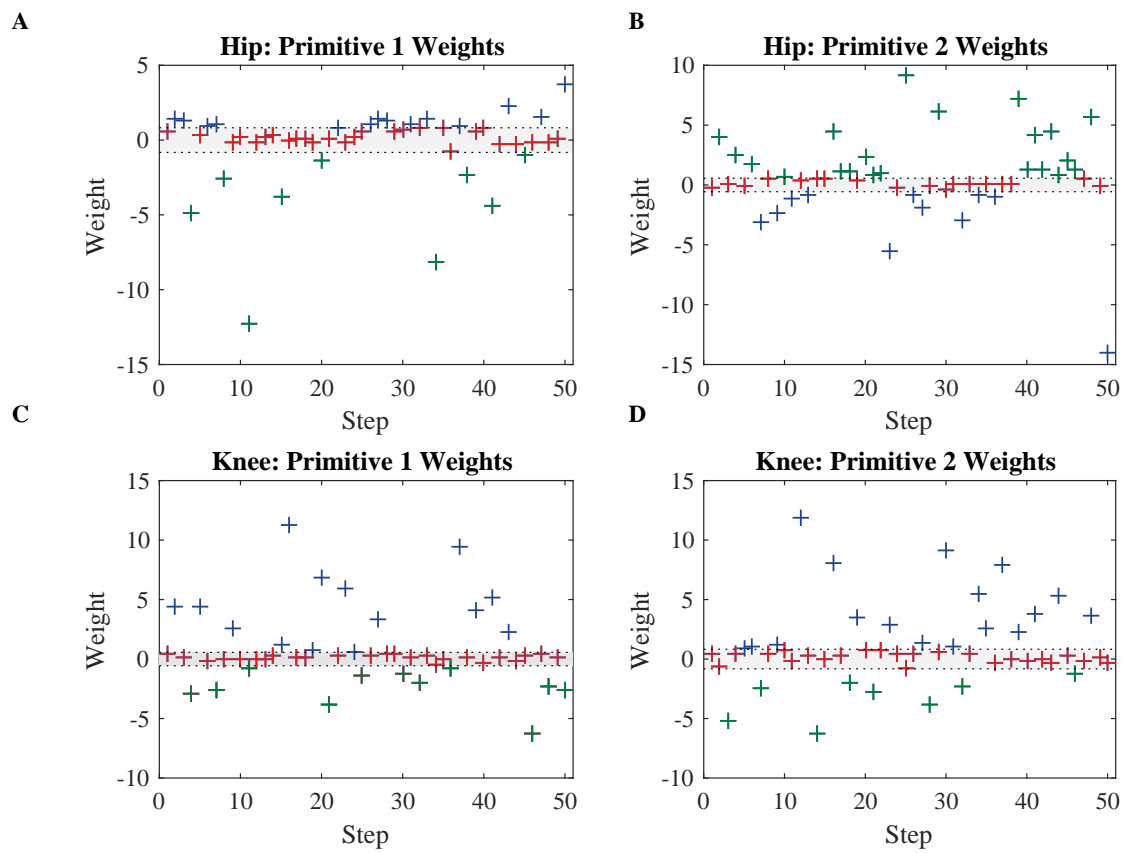 A
Hip: Primitive 1 Weights
5
0
-5
-10
-15
Weight
0 10 20 30 40 50
Step
B
Hip: Primitive 2 Weights
10
5
0
-5
-10
-15
Weight
0 10 20 30 40 50
Step
C
Knee: Primitive 1 Weights
15
10
5
0
-5
-10
Weight
0 10 20 30 40 50
Step
D
Knee: Primitive 2 Weights
15
10
5
0
-5
-10
Weight
0 10 20 30 40 50
Step